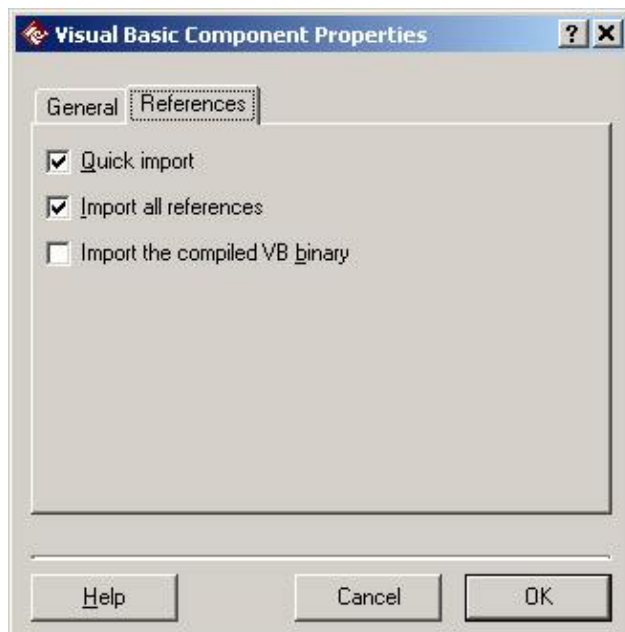 Visual Basic Component Properties
General References
Quick import
Import all references
Import the compiled VB binary
Help Cancel OK